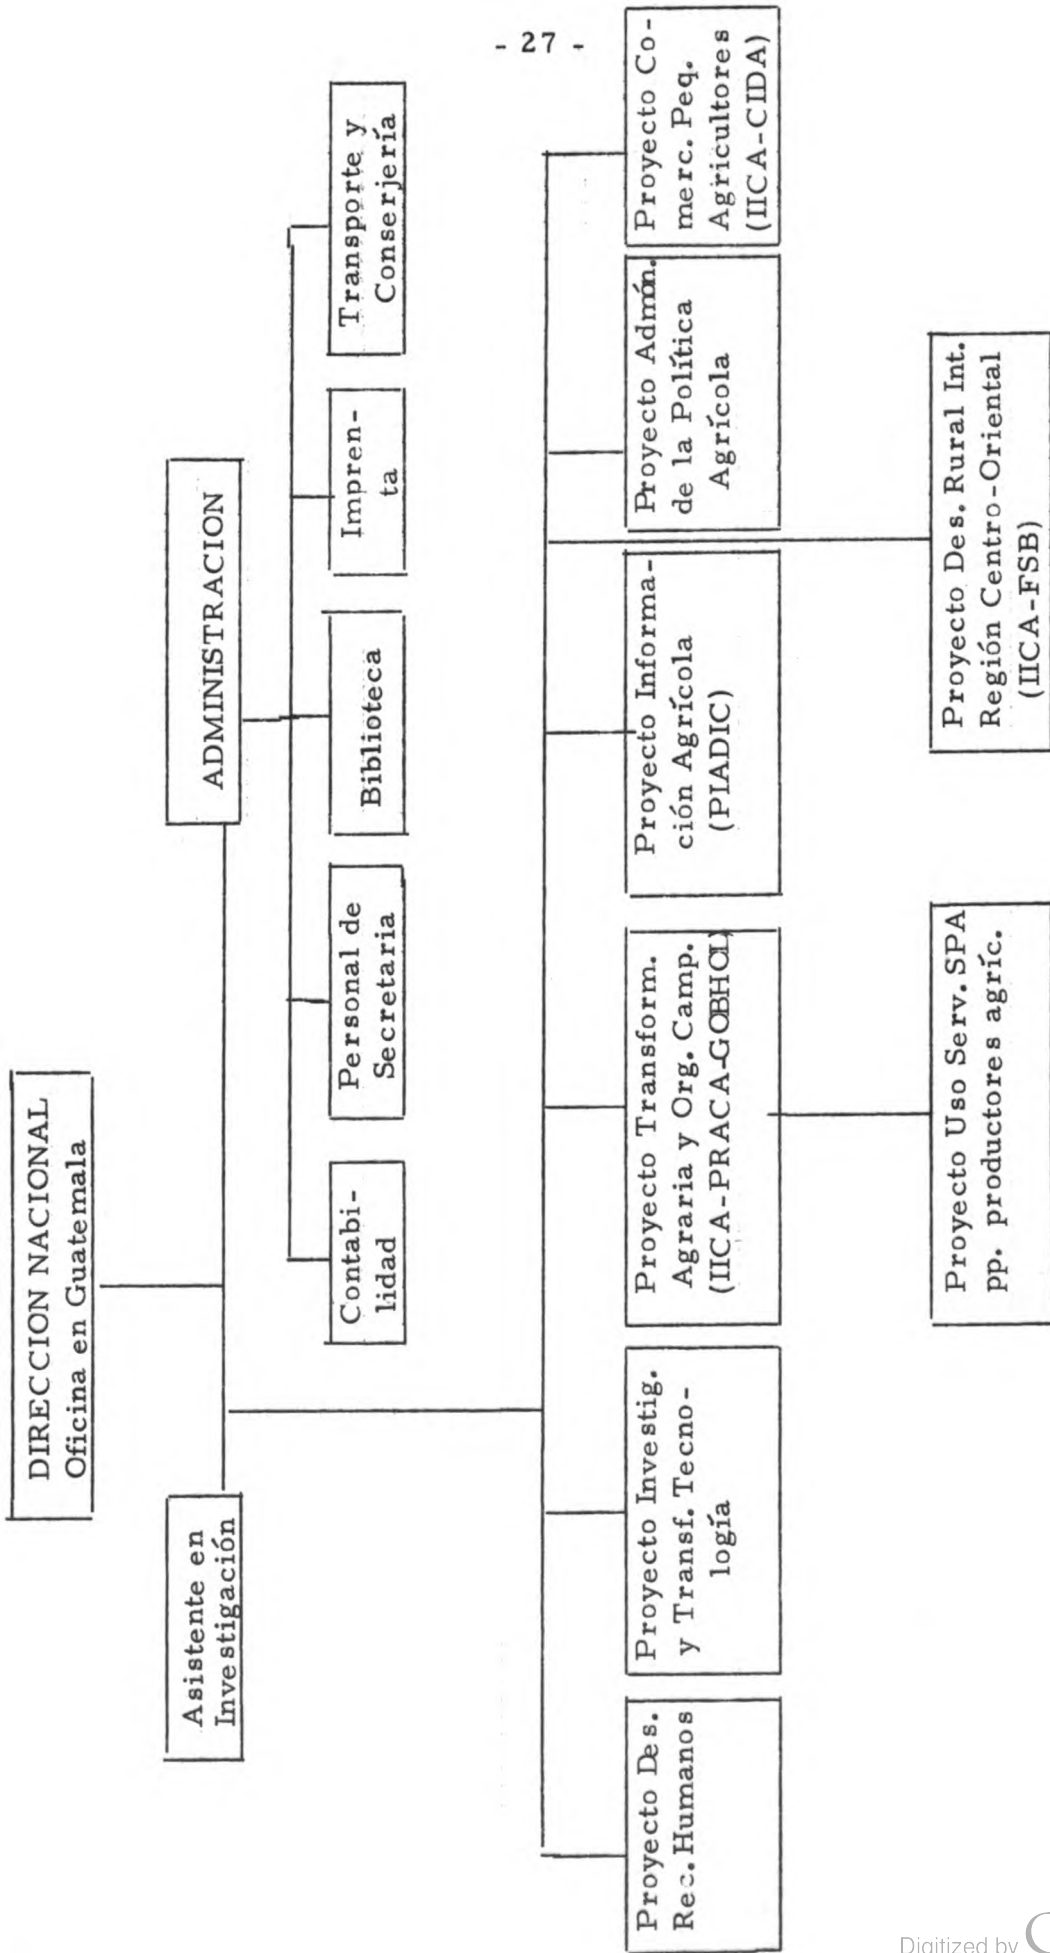 - 27 -
DIRECCION NACIONAL
Oficina en Guatemala
Asistente en
Investigación
ADMINISTRACION
Contabi-
lidad
Personal de
Secretaria
Biblioteca
Impren-
ta
Transporte y
Conserjería
Proyecto Des.
Rec. Humanos
Proyecto Investig.
y Transf. Tecno-
logía
Proyecto Transform.
Agraria y Org. Camp.
(IICA-PRACA-GOBHOL)
Proyecto Informa-
ción Agrícola
(PIADIC)
Proyecto Admón.
de la Política
Agrícola
Proyecto Co-
merc. Peq.
Agricultores
(IICA-CIDA)
Proyecto Uso Serv. SPA
pp. productores agríc.
Proyecto Des. Rural Int.
Región Centro-Oriental
(IICA-FSB)
Digitized by